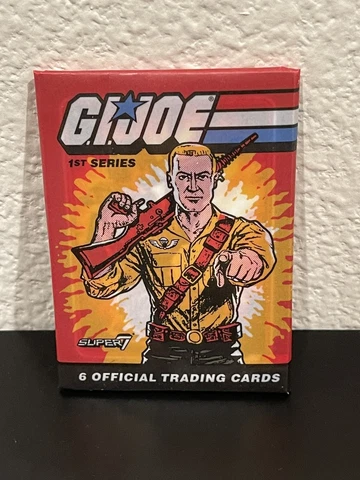 G.I. JOE
1ST SERIES
SUPER7
6 OFFICIAL TRADING CARDS